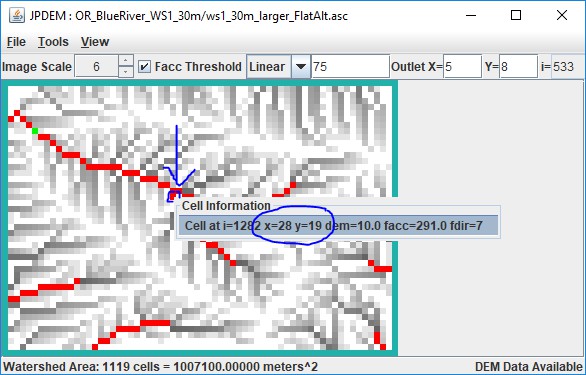 JPDEM : OR_BlueRiver_WS1_30m/ws1_30m_larger_FlatAlt.asc
File Tools View
Image Scale 6 Facc Threshold Linear 75 Outlet X= 5 Y= 8 i= 533
Cell Information
Cell at i=1282 x=28 y=19 dem=10.0 facc=291.0 fdir=7
Watershed Area: 1119 cells = 1007100.00000 meters^2 DEM Data Available